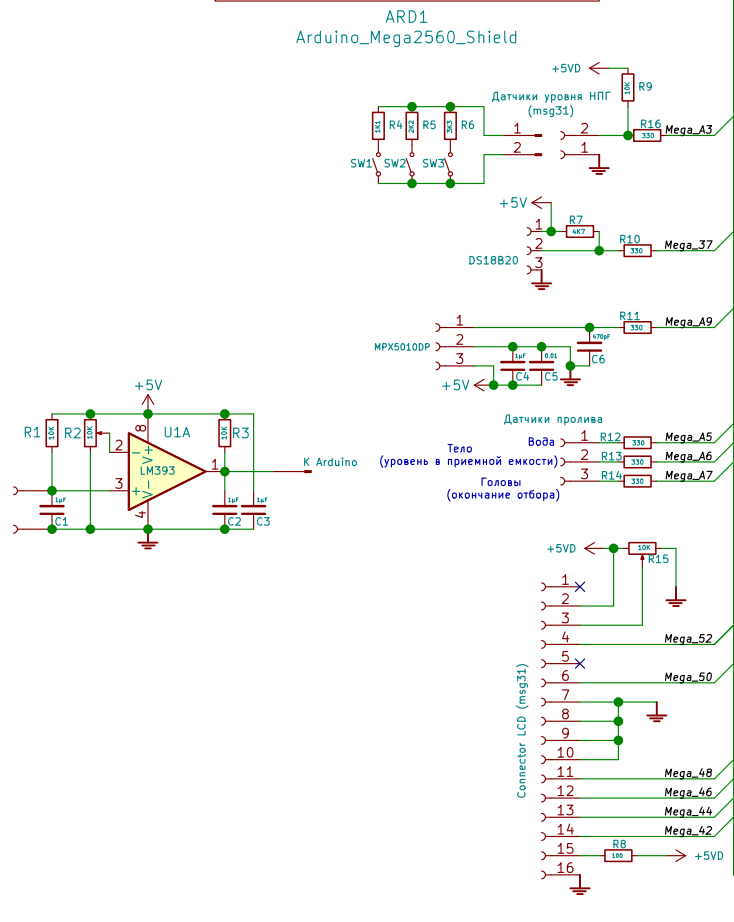 ARD1
Arduino_Mega2560_Shield
+5VD
10K
R9
Датчики уровня НПГ
(msg31)
1K1
R4
2K2
R5
3K3
R6
SW1
SW2
SW3
1
2
2
1
R16
330
Mega_A3
+5V
R7
4K7
1
2
3
DS18B20
R10
330
Mega_37
1
2
3
MPX5010DP
R11
330
Mega_A9
470pF
C6
1μF
C4
0,01
C5
+5V
+5V
R1
10K
R2
10K
U1A
R3
10K
8
2
3
1
4
V+
V-
LM393
К Arduino
1μF
C1
1μF
C2
1μF
C3
Датчики пролива
Вода
1
R12
330
Mega_A5
Тело
(уровень в приемной емкости)
2
R13
330
Mega_A6
Головы
(окончание отбора)
3
R14
330
Mega_A7
+5VD
10K
R15
Connector LCD (msg31)
1
2
3
4
Mega_52
5
6
Mega_50
7
8
9
10
11
Mega_48
12
Mega_46
13
Mega_44
14
Mega_42
15
R8
100
+5VD
16